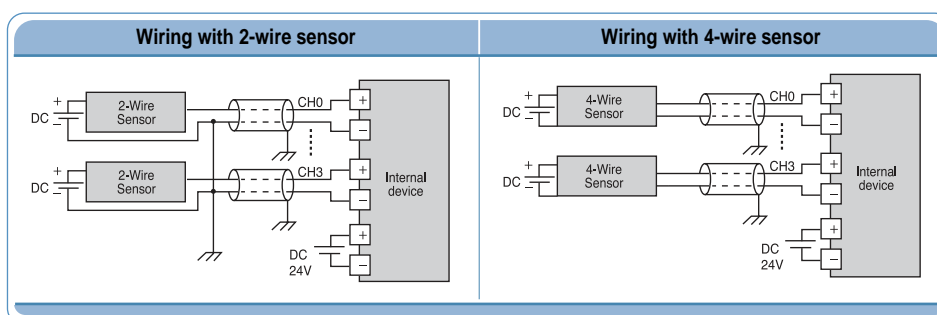 Wiring with 2-wire sensor
Wiring with 4-wire sensor
+
DC
−
2-Wire
Sensor
CH0
+
−
+
DC
−
2-Wire
Sensor
CH3
+
−
Internal
device
DC
24V
+
−
+
DC
−
4-Wire
Sensor
CH0
+
−
+
DC
−
4-Wire
Sensor
CH3
+
−
Internal
device
DC
24V
+
−